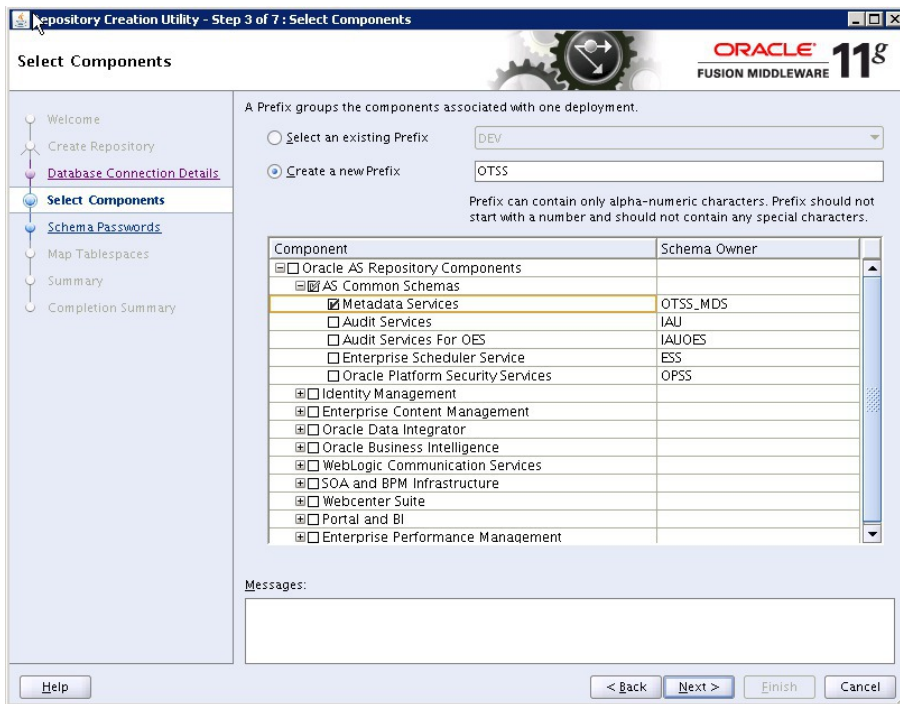 Repository Creation Utility - Step 3 of 7 : Select Components
Select Components
ORACLE
FUSION MIDDLEWARE 11g
Welcome
Create Repository
Database Connection Details
Select Components
Schema Passwords
Map Tablespaces
Summary
Completion Summary
A Prefix groups the components associated with one deployment.
Select an existing Prefix DEV
Create a new Prefix OTSS
Prefix can contain only alpha-numeric characters. Prefix should not
start with a number and should not contain any special characters.
Component Schema Owner
Oracle AS Repository Components
AS Common Schemas
Metadata Services OTSS_MDS
Audit Services IAU
Audit Services For OES IAUOES
Enterprise Scheduler Service ESS
Oracle Platform Security Services OPSS
Identity Management
Enterprise Content Management
Oracle Data Integrator
Oracle Business Intelligence
WebLogic Communication Services
SOA and BPM Infrastructure
Webcenter Suite
Portal and BI
Enterprise Performance Management
Messages:
Help
< Back
Next >
Finish
Cancel